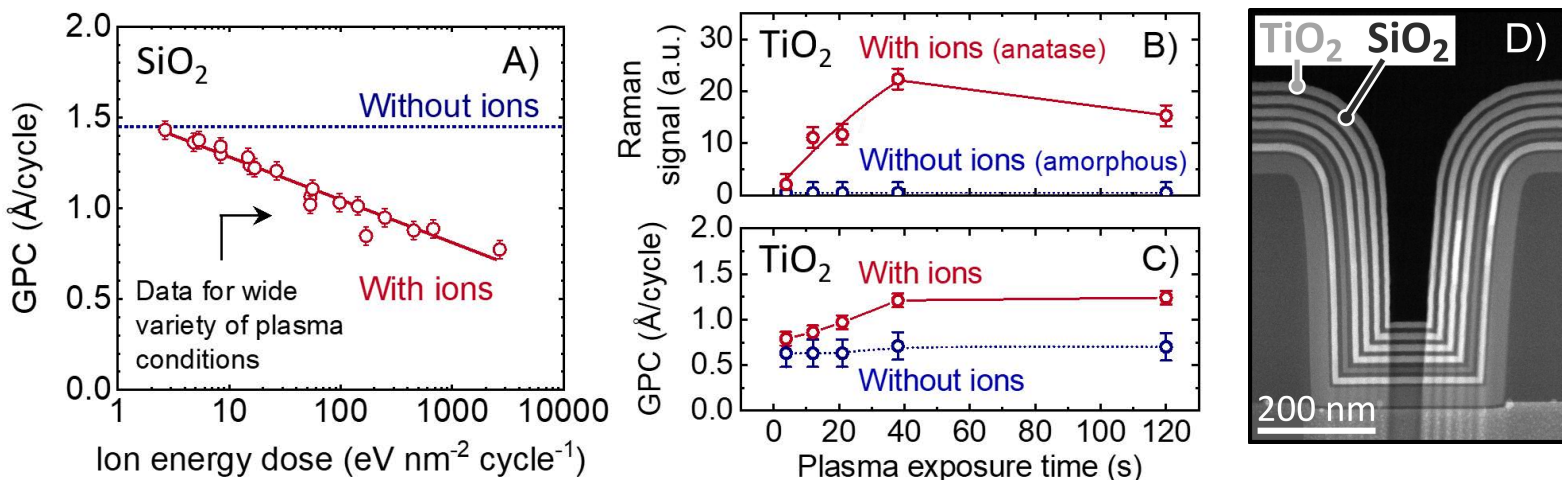 A)
SiO2
Without ions
With ions
Data for wide
variety of plasma
conditions
GPC (Å/cycle)
2.0
1.5
1.0
0.5
0.0
1 10 100 1000 10000
Ion energy dose (eV nm-2 cycle-1)
B)
TiO2
With ions (anatase)
Without ions (amorphous)
Raman
signal (a.u.)
30
20
10
0
C)
TiO2
With ions
Without ions
GPC (Å/cycle)
2.0
1.5
1.0
0.5
0.0
0 20 40 60 80 100 120
Plasma exposure time (s)
D)
TiO2 SiO2
200 nm